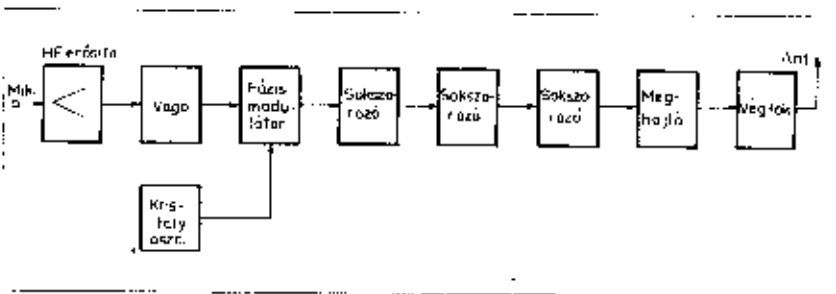 HF erősítő
Mik.
Vágó
Fázis
modu-
látor
Sokszo-
rozó
Sokszo-
rozó
Sokszo-
rozó
Meg-
hajtó
Végfok
Ant
Kris-
tály
oszc.